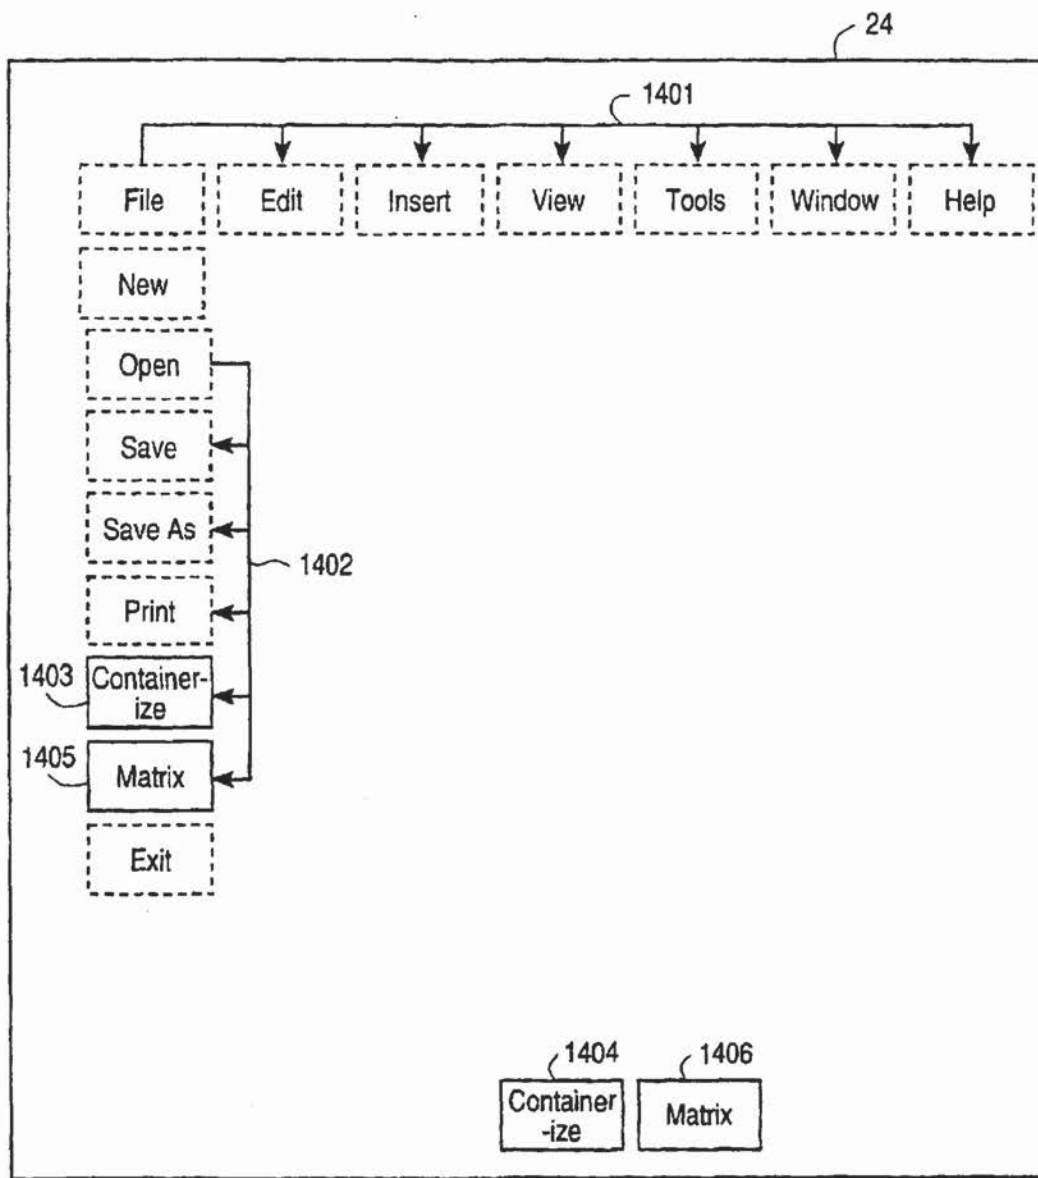 24
1401
File Edit Insert View Tools Window Help
New
Open
Save
Save As
1402
Print
1403
Container-
ize
1405
Matrix
Exit
1404 1406
Container
-ize
Matrix